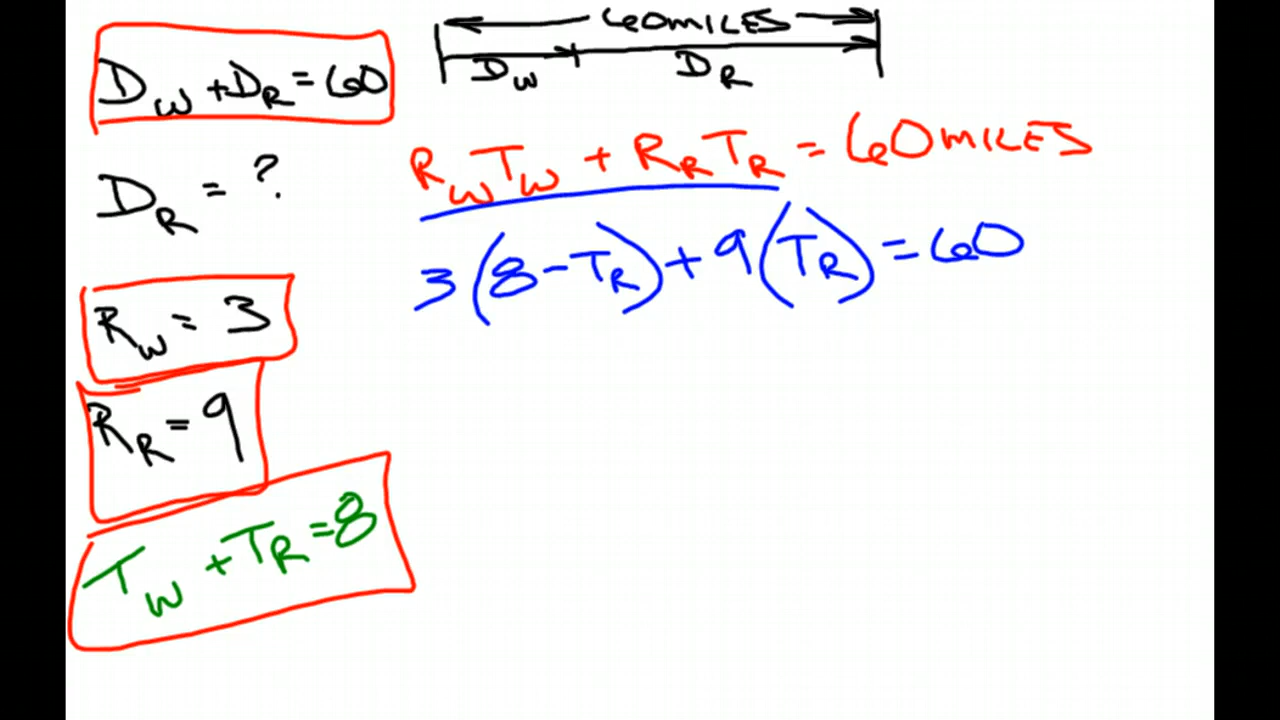 D_W + D_R = 60
60 MILES
D_W D_R
R_W T_W + R_R T_R = 60 MILES
D_R = ?
3(8 - T_R) + 9(T_R) = 60
R_W = 3
R_R = 9
T_W + T_R = 8